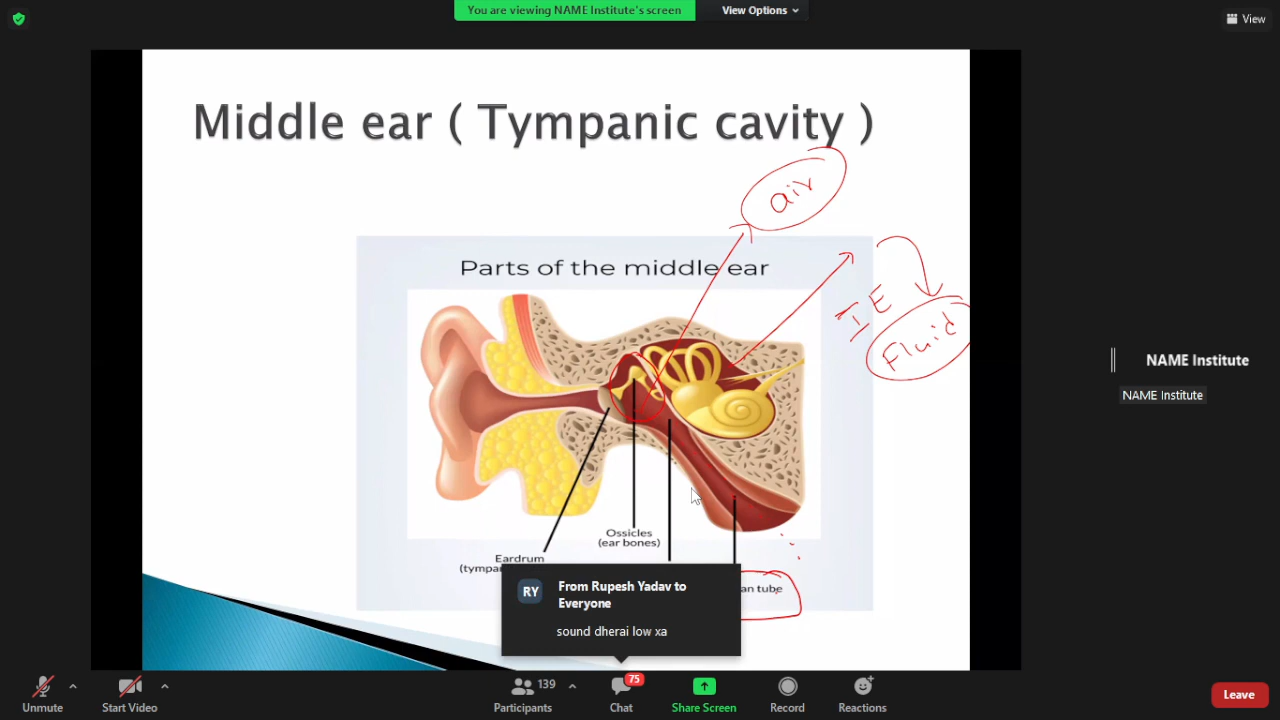 You are viewing NAME Institute's screen
View Options
View
Middle ear ( Tympanic cavity )
air
Parts of the middle ear
IE
Fluid
NAME Institute
NAME Institute
Ossicles
(ear bones)
Eardrum
(tympa
an tube
RY
From Rupesh Yadav to
Everyone
sound dherai low xa
Unmute
Start Video
139
Participants
75
Chat
Share Screen
Record
Reactions
Leave